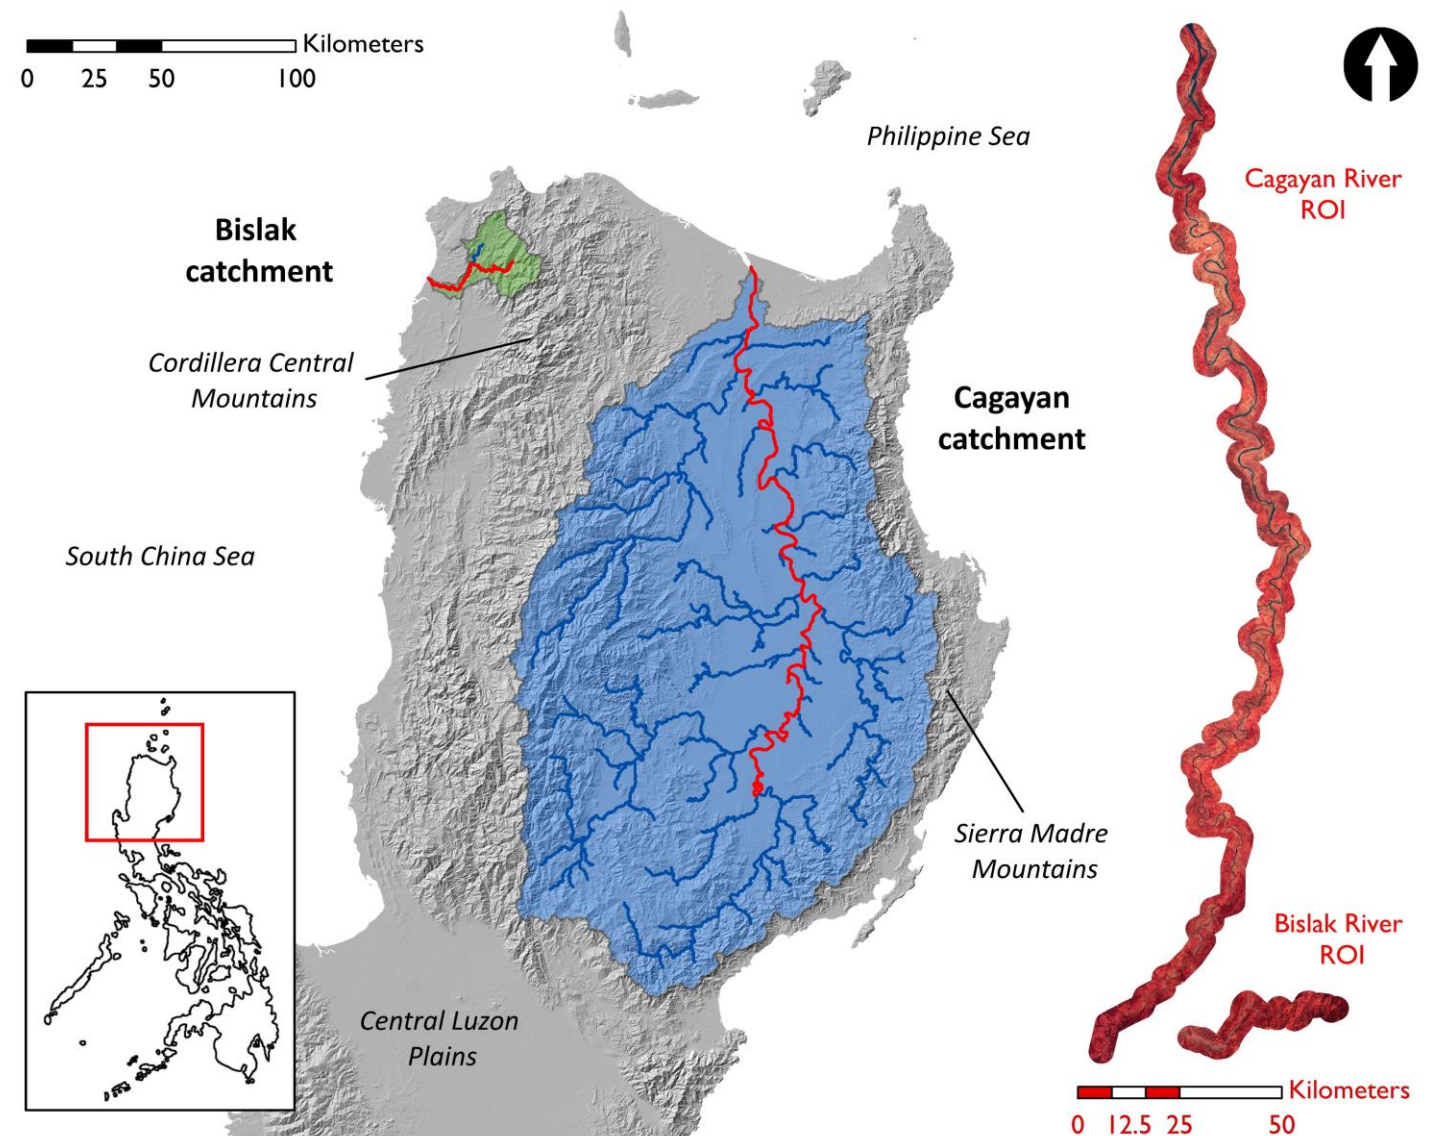 Kilometers
0 25 50 100
Philippine Sea
Cagayan River
ROI
Bislak
catchment
Cordillera Central
Mountains
Cagayan
catchment
South China Sea
Sierra Madre
Mountains
Bislak River
ROI
Central Luzon
Plains
Kilometers
0 12.5 25 50